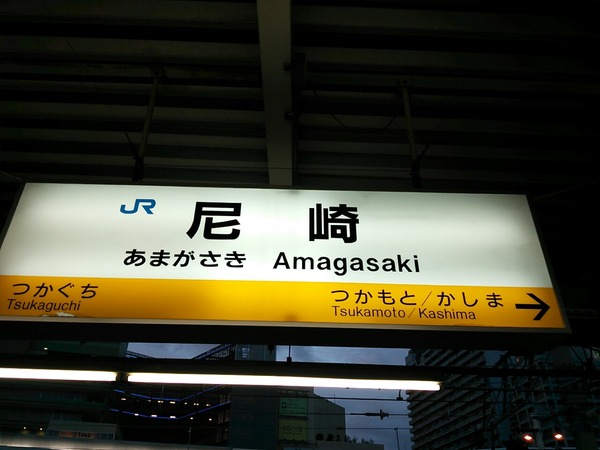 JR 尼崎
あまがさき Amagasaki
つかぐち つかもと/かしま
Tsukaguchi Tsukamoto/Kashima